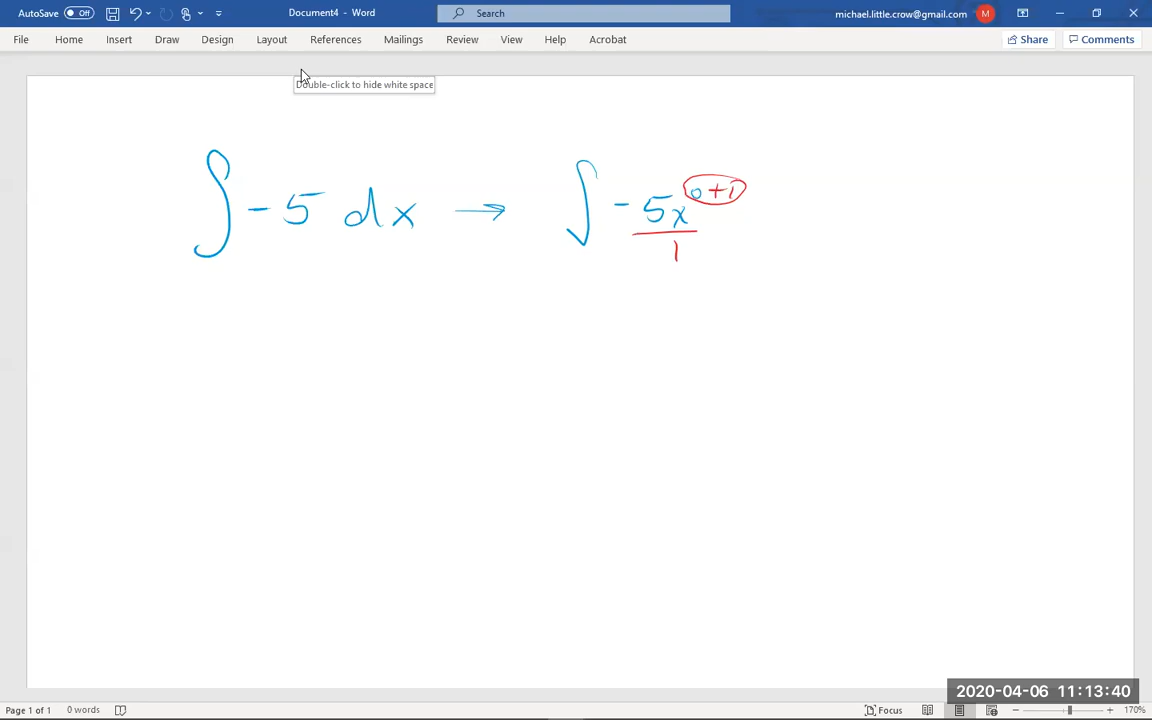 AutoSave Off Document4 - Word Search michael.little.crow@gmail.com M
File Home Insert Draw Design Layout References Mailings Review View Help Acrobat Share Comments
Double-click to hide white space
∫ - 5 dx → ∫ - 5x^(0+1) / 1
Page 1 of 1 0 words Focus 170%
2020-04-06 11:13:40